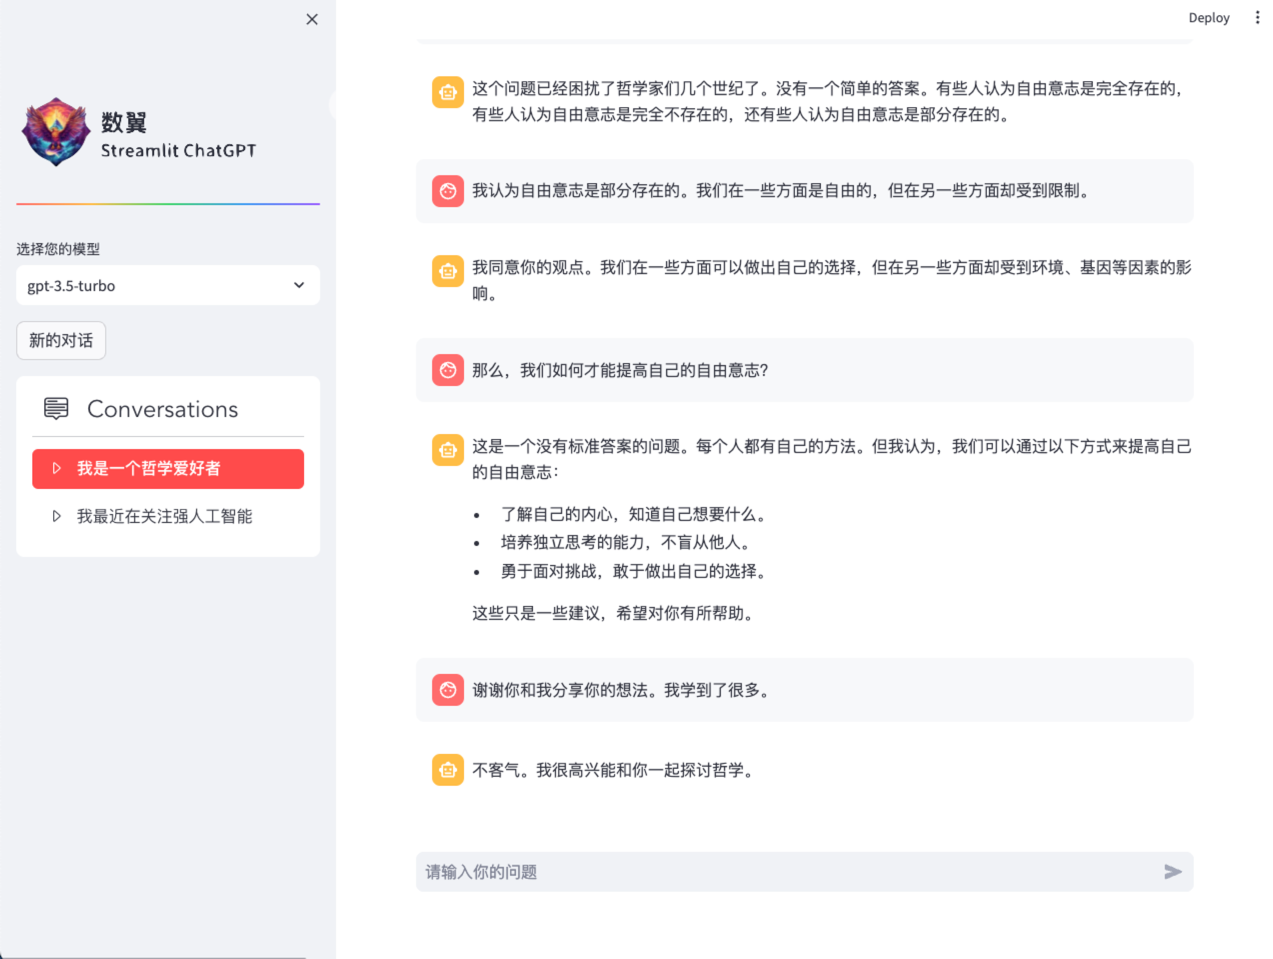 Deploy
数翼
Streamlit ChatGPT
选择您的模型
gpt-3.5-turbo
新的对话
Conversations
我是一个哲学爱好者
我最近在关注强人工智能
这个问题已经困扰了哲学家们几个世纪了。没有一个简单的答案。有些人认为自由意志是完全存在的，
有些人认为自由意志是完全不存在的，还有些人认为自由意志是部分存在的。
我认为自由意志是部分存在的。我们在一些方面是自由的，但在另一些方面却受到限制。
我同意你的观点。我们在一些方面可以做出自己的选择，但在另一些方面却受到环境、基因等因素的影
响。
那么，我们如何才能提高自己的自由意志？
这是一个没有标准答案的问题。每个人都有自己的方法。但我认为，我们可以通过以下方式来提高自己
的自由意志：
• 了解自己的内心，知道自己想要什么。
• 培养独立思考的能力，不盲从他人。
• 勇于面对挑战，敢于做出自己的选择。
这些只是一些建议，希望对你有所帮助。
谢谢你和我分享你的想法。我学到了很多。
不客气。我很高兴能和你一起探讨哲学。
请输入你的问题